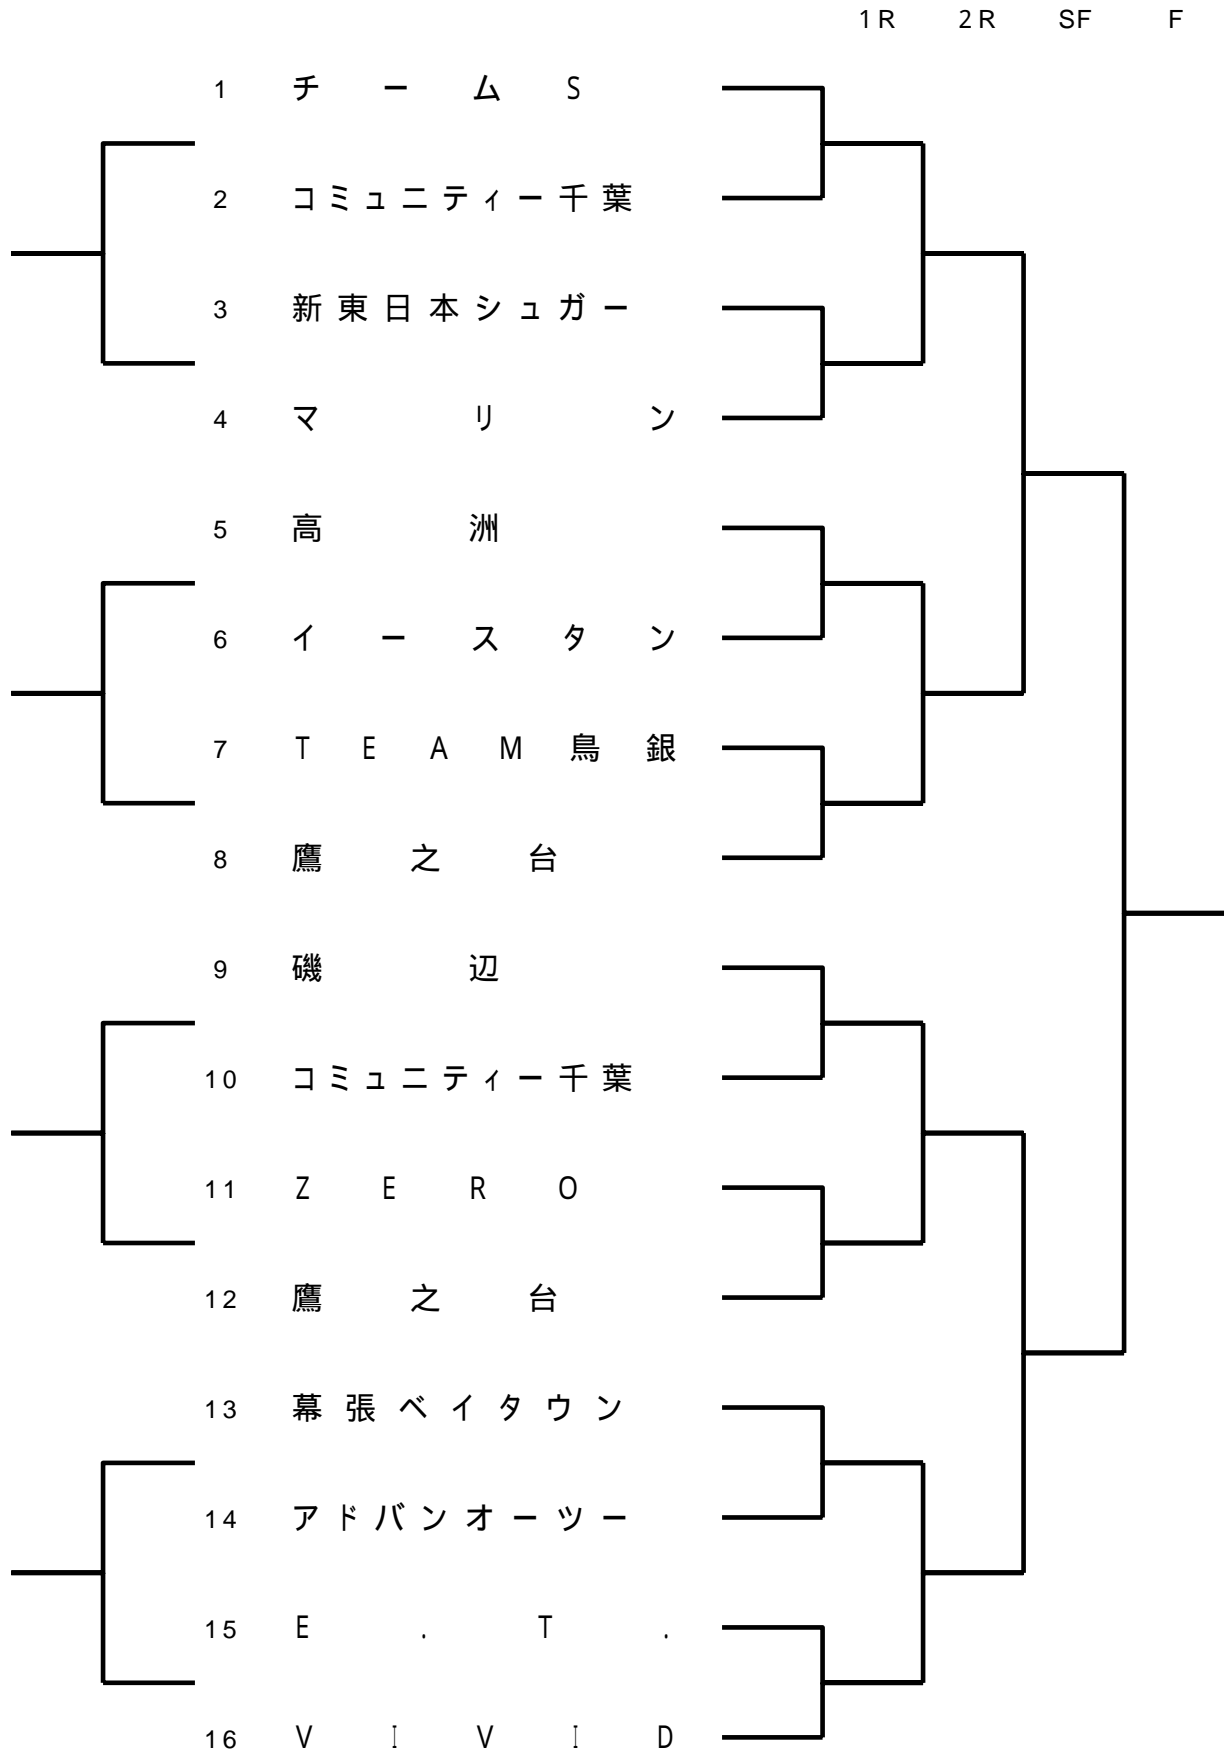 1R 2R SF F
1 チームS
2 コミュニティー千葉
3 新東日本シュガー
4 マリン
5 高洲
6 イースタン
7 TEAM鳥銀
8 鷹之台
9 磯辺
10 コミュニティー千葉
11 ZERO
12 鷹之台
13 幕張ベイタウン
14 アドバンオーツー
15 E.T.
16 VIVID